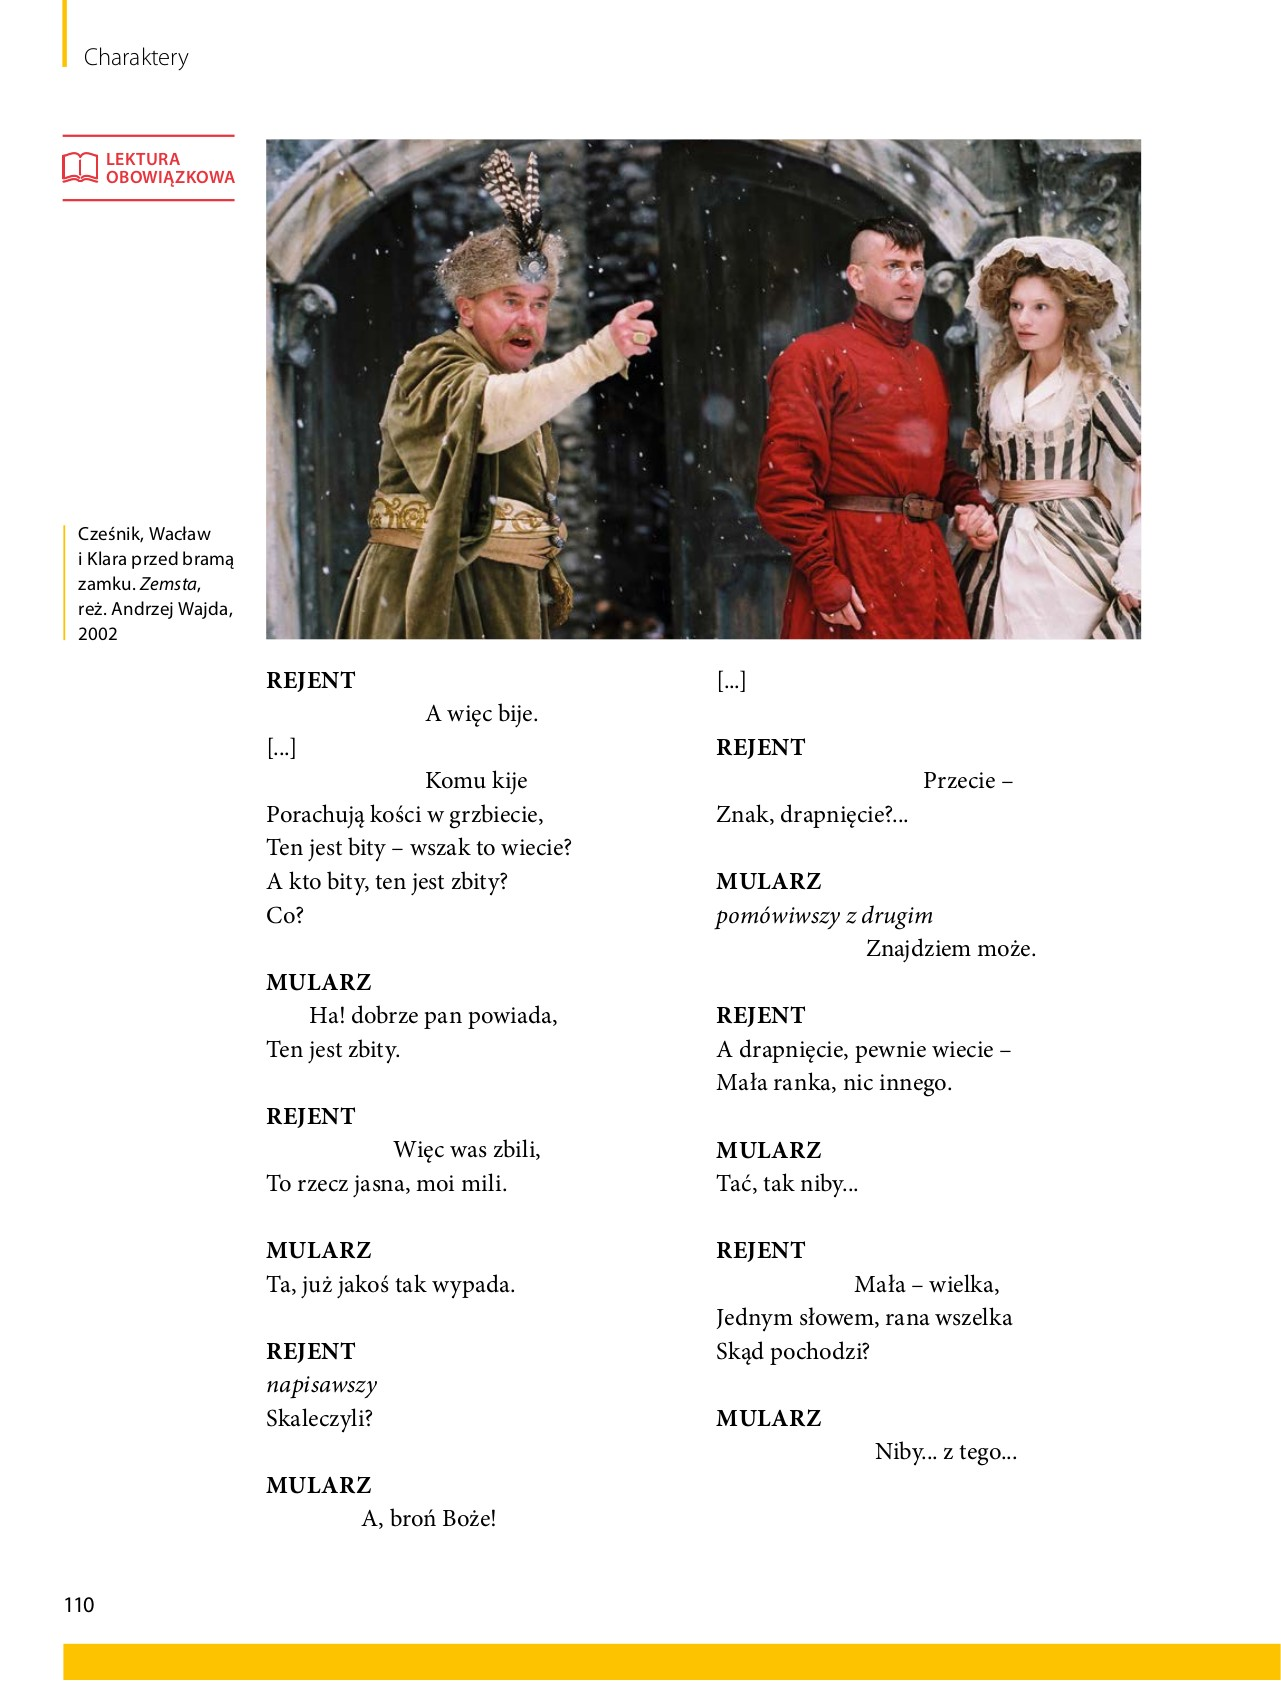 Charaktery
LEKTURA
OBOWIĄZKOWA
Cześnik, Wacław
i Klara przed bramą
zamku. Zemsta,
reż. Andrzej Wajda,
2002
REJENT
A więc bije.
[...]
Komu kije
Porachują kości w grzbiecie,
Ten jest bity – wszak to wiecie?
A kto bity, ten jest zbity?
Co?
MULARZ
Ha! dobrze pan powiada,
Ten jest zbity.
REJENT
Więc was zbili,
To rzecz jasna, moi mili.
MULARZ
Ta, już jakoś tak wypada.
REJENT
napisawszy
Skaleczyli?
MULARZ
A, broń Boże!
[...]
REJENT
Przecie –
Znak, drapnięcie?...
MULARZ
pomówiwszy z drugim
Znajdziem może.
REJENT
A drapnięcie, pewnie wiecie –
Mała ranka, nic innego.
MULARZ
Tać, tak niby...
REJENT
Mała – wielka,
Jednym słowem, rana wszelka
Skąd pochodzi?
MULARZ
Niby... z tego...
110